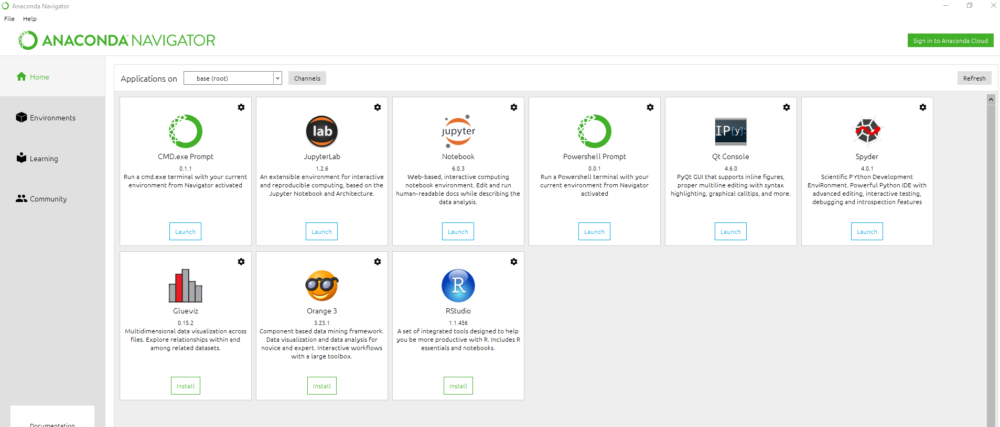 Anaconda Navigator
File Help
ANACONDA NAVIGATOR
Sign in to Anaconda Cloud
Home
Environments
Learning
Community
Documentation
Applications on base (root) Channels Refresh
CMD.exe Prompt
0.1.1
Run a cmd.exe terminal with your current
environment from Navigator activated
Launch
lab
JupyterLab
1.2.6
An extensible environment for interactive
and reproducible computing, based on the
Jupyter Notebook and Architecture.
Launch
jupyter
Notebook
6.0.3
Web-based, interactive computing
notebook environment. Edit and run
human-readable docs while describing the
data analysis.
Launch
Powershell Prompt
0.0.1
Run a Powershell terminal with your
current environment from Navigator
activated
Launch
IP[y]:
Qt Console
4.6.0
PyQt GUI that supports inline figures,
proper multiline editing with syntax
highlighting, graphical calltips, and more.
Launch
Spyder
4.0.1
Scientific PYthon Development
EnviRonment. Powerful Python IDE with
advanced editing, interactive testing,
debugging and introspection features
Launch
Glueviz
0.15.2
Multidimensional data visualization across
files. Explore relationships within and
among related datasets.
Install
Orange 3
3.23.1
Component based data mining framework.
Data visualization and data analysis for
novice and expert. Interactive workflows
with a large toolbox.
Install
R
RStudio
1.1.456
A set of integrated tools designed to help
you be more productive with R. Includes R
essentials and notebooks.
Install